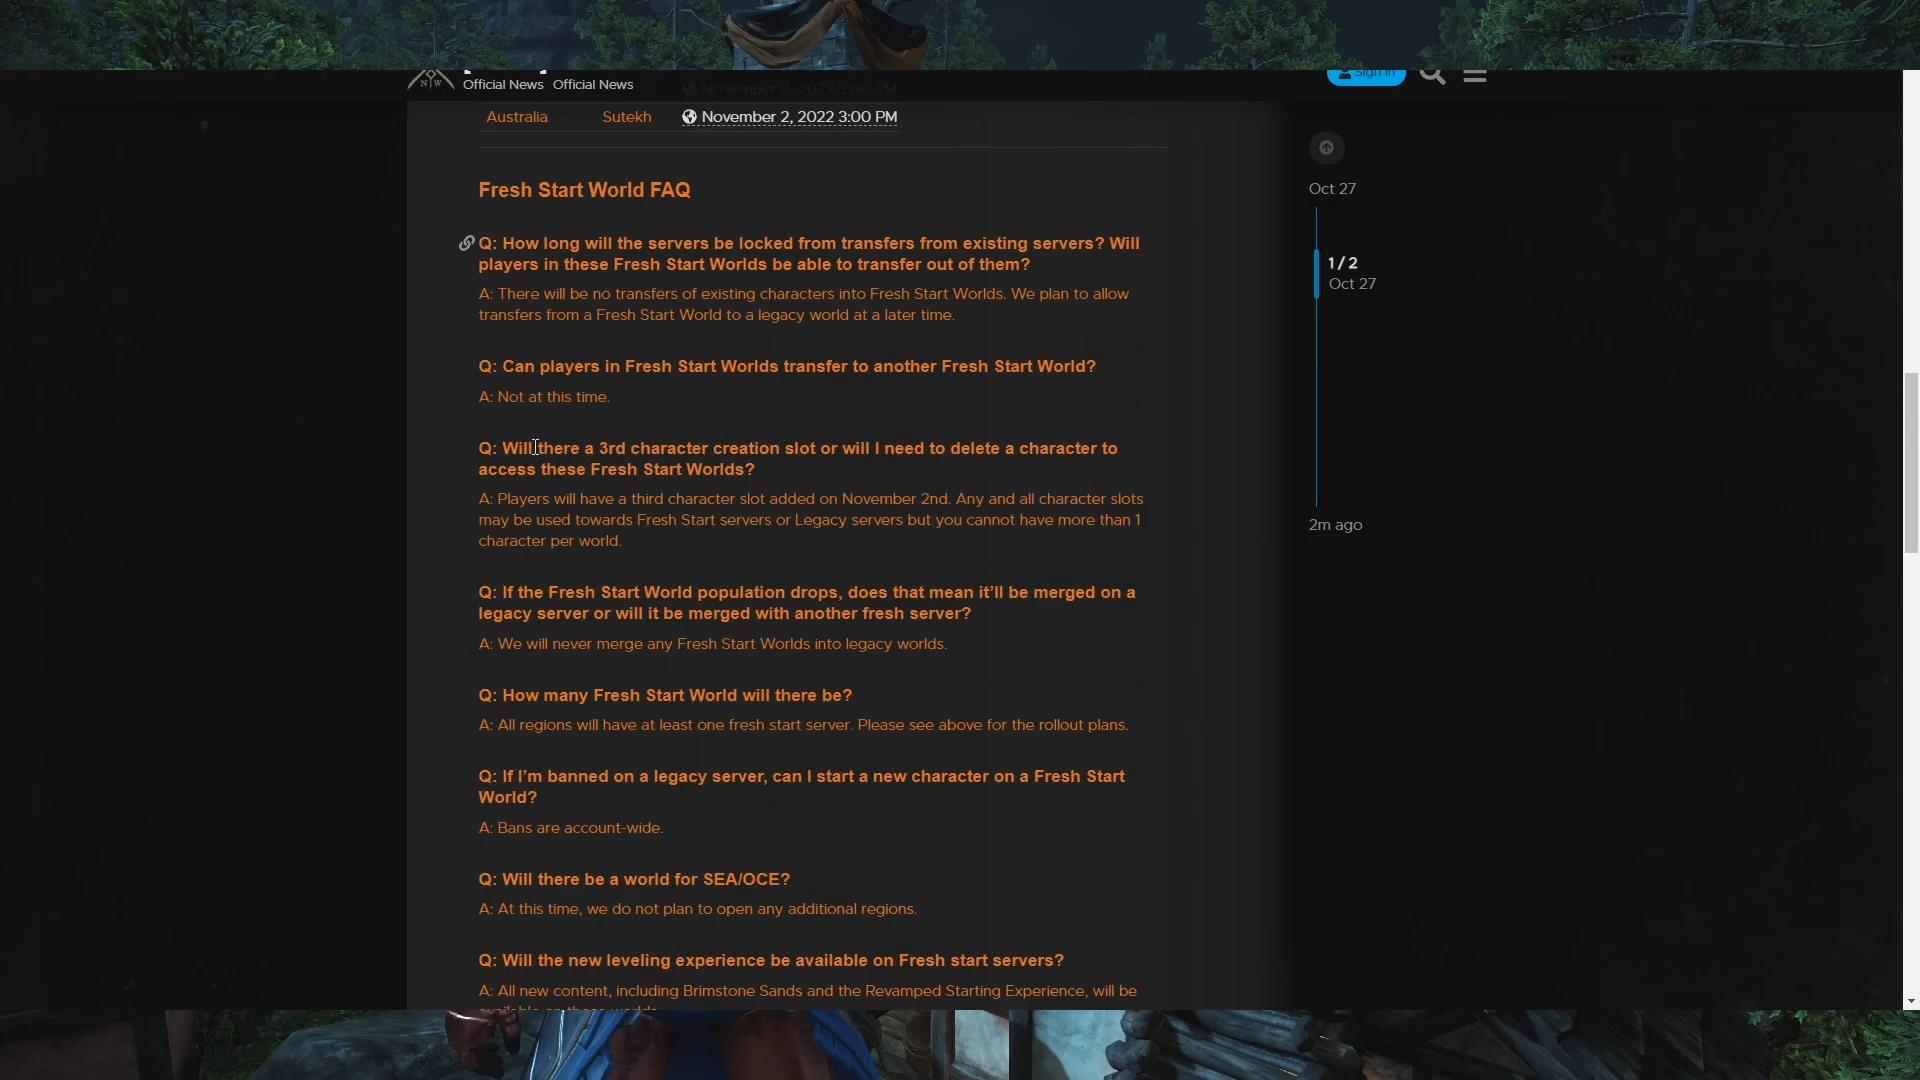 Sign In
Official News Official News
November 2, 2022 3:00 PM
Australia Sutekh November 2, 2022 3:00 PM
Fresh Start World FAQ
Q: How long will the servers be locked from transfers from existing servers? Will
players in these Fresh Start Worlds be able to transfer out of them?
A: There will be no transfers of existing characters into Fresh Start Worlds. We plan to allow
transfers from a Fresh Start World to a legacy world at a later time.
Q: Can players in Fresh Start Worlds transfer to another Fresh Start World?
A: Not at this time.
Q: Will there a 3rd character creation slot or will I need to delete a character to
access these Fresh Start Worlds?
A: Players will have a third character slot added on November 2nd. Any and all character slots
may be used towards Fresh Start servers or Legacy servers but you cannot have more than 1
character per world.
Q: If the Fresh Start World population drops, does that mean it’ll be merged on a
legacy server or will it be merged with another fresh server?
A: We will never merge any Fresh Start Worlds into legacy worlds.
Q: How many Fresh Start World will there be?
A: All regions will have at least one fresh start server. Please see above for the rollout plans.
Q: If I’m banned on a legacy server, can I start a new character on a Fresh Start
World?
A: Bans are account-wide.
Q: Will there be a world for SEA/OCE?
A: At this time, we do not plan to open any additional regions.
Q: Will the new leveling experience be available on Fresh start servers?
A: All new content, including Brimstone Sands and the Revamped Starting Experience, will be
available on these worlds.
Oct 27
1 / 2
Oct 27
2m ago